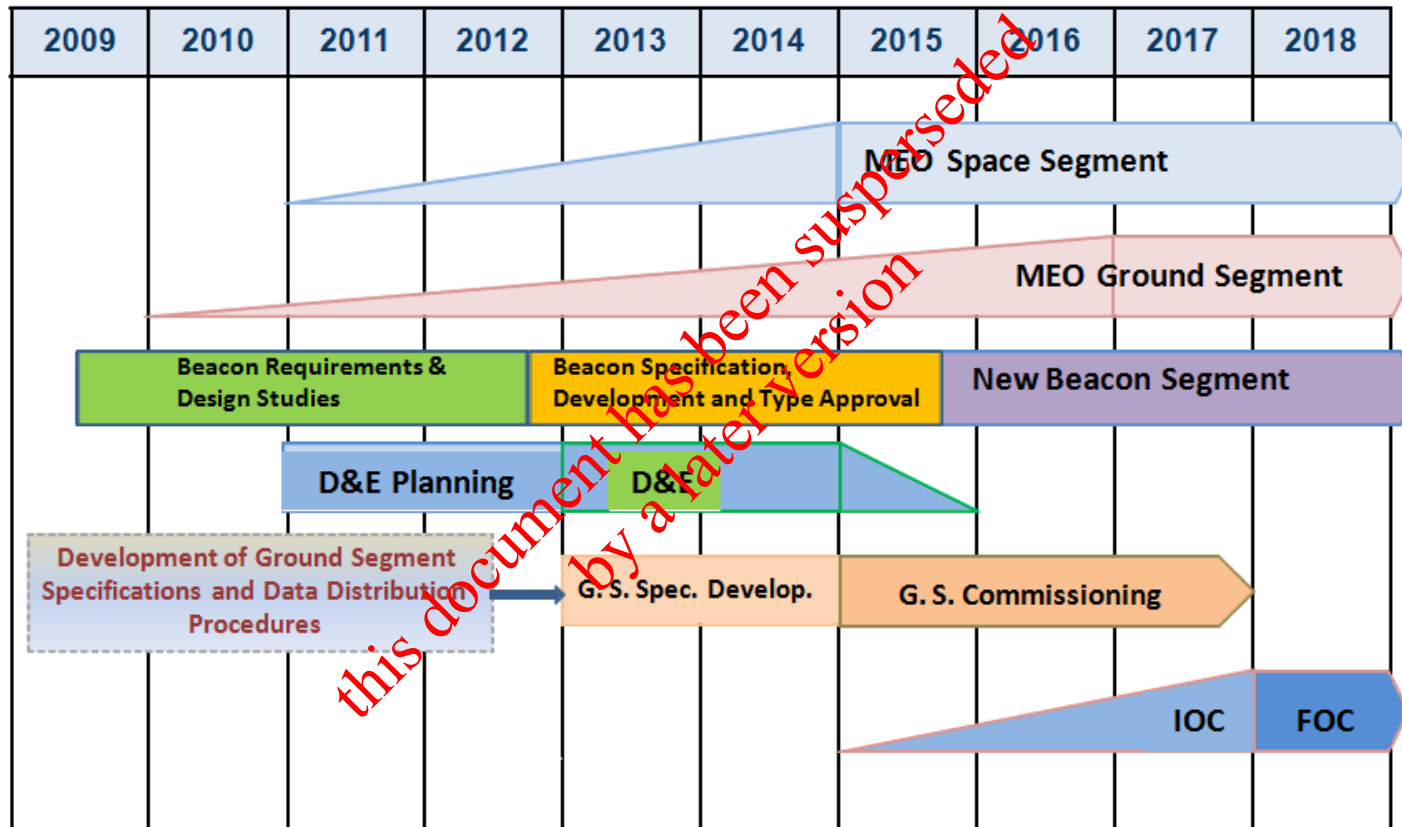 2009 2010 2011 2012 2013 2014 2015 2016 2017 2018
MEO Space Segment
MEO Ground Segment
Beacon Requirements &
Design Studies
Beacon Specification,
Development and Type Approval
New Beacon Segment
D&E Planning
D&E
Development of Ground Segment
Specifications and Data Distribution
Procedures
G. S. Spec. Develop.
G. S. Commissioning
IOC
FOC
this document has been susperseded
by a later version